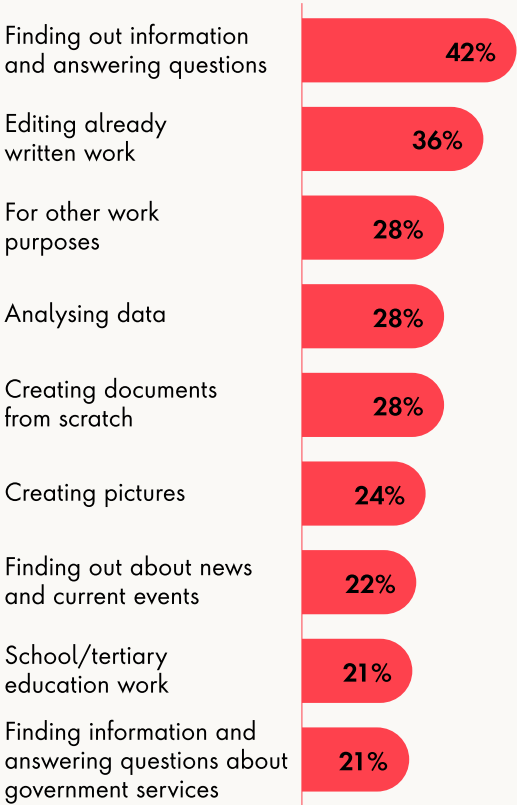 Finding out information
and answering questions
42%
Editing already
written work
36%
For other work
purposes
28%
Analysing data
28%
Creating documents
from scratch
28%
Creating pictures
24%
Finding out about news
and current events
22%
School/tertiary
education work
21%
Finding information and
answering questions about
government services
21%